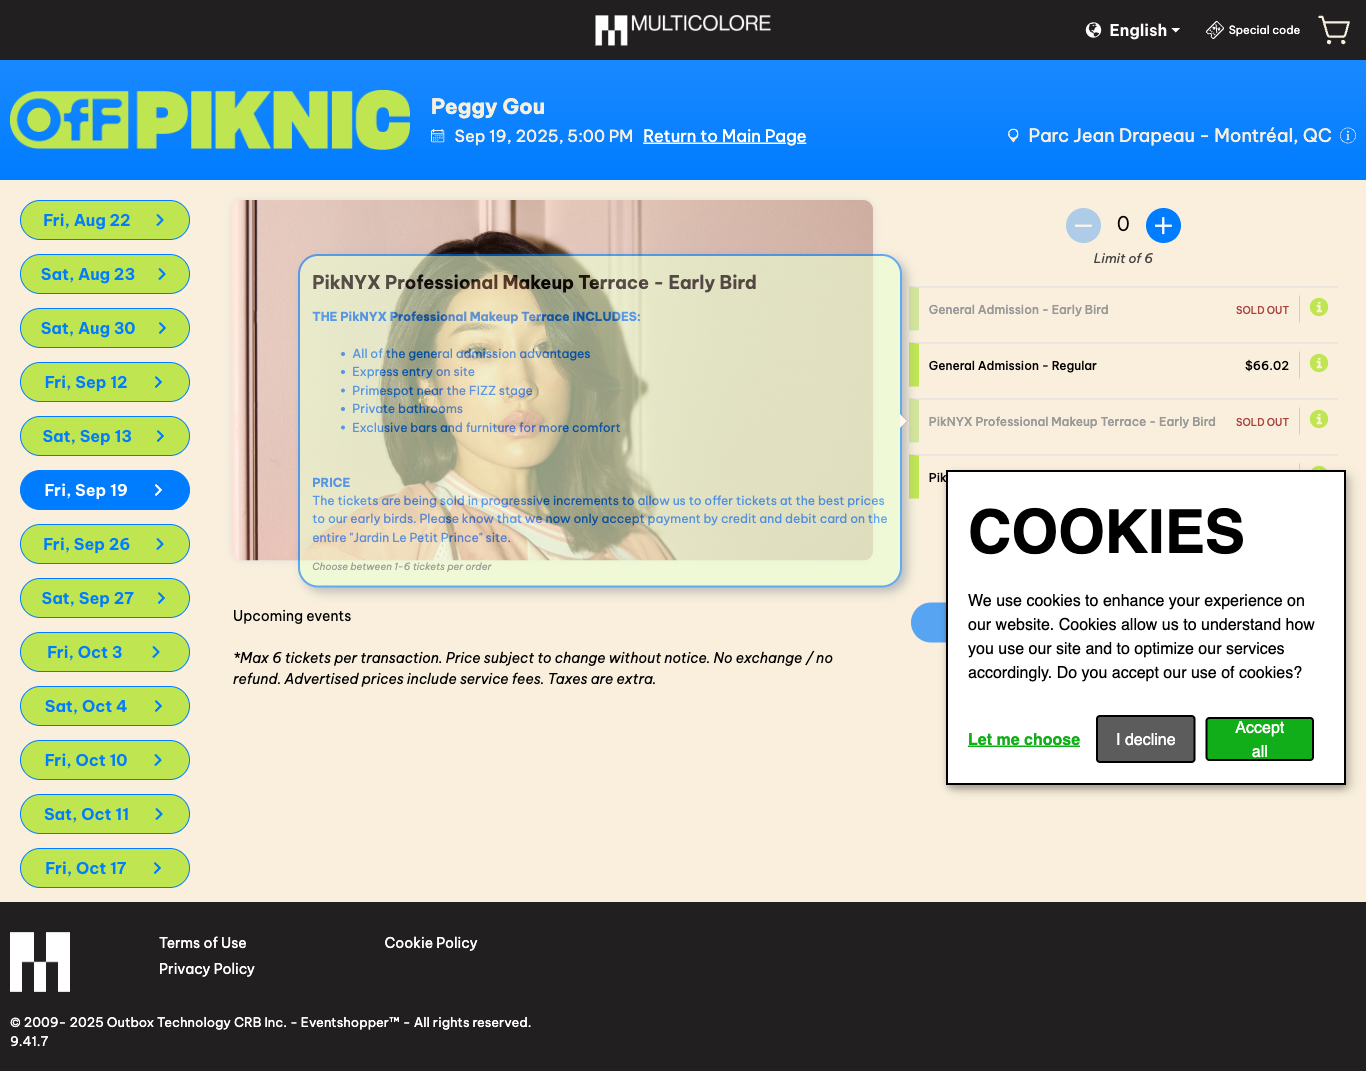 MULTICOLORE
English
Special code
OFF PIKNIC
Peggy Gou
Sep 19, 2025, 5:00 PM Return to Main Page
Parc Jean Drapeau - Montréal, QC
Fri, Aug 22
Sat, Aug 23
Sat, Aug 30
Fri, Sep 12
Sat, Sep 13
Fri, Sep 19
Fri, Sep 26
Sat, Sep 27
Fri, Oct 3
Sat, Oct 4
Fri, Oct 10
Sat, Oct 11
Fri, Oct 17
PikNYX Professional Makeup Terrace - Early Bird
THE PikNYX Professional Makeup Terrace INCLUDES:
• All of the general admission advantages
• Express entry on site
• Primespot near the FIZZ stage
• Private bathrooms
• Exclusive bars and furniture for more comfort
PRICE
The tickets are being sold in progressive increments to allow us to offer tickets at the best prices
to our early birds. Please know that we now only accept payment by credit and debit card on the
entire "Jardin Le Petit Prince" site.
Choose between 1-6 tickets per order
Upcoming events
*Max 6 tickets per transaction. Price subject to change without notice. No exchange / no
refund. Advertised prices include service fees. Taxes are extra.
0
Limit of 6
General Admission - Early Bird SOLD OUT
General Admission - Regular $66.02
PikNYX Professional Makeup Terrace - Early Bird SOLD OUT
Pik
COOKIES
We use cookies to enhance your experience on
our website. Cookies allow us to understand how
you use our site and to optimize our services
accordingly. Do you accept our use of cookies?
Let me choose
I decline
Accept
all
Terms of Use
Cookie Policy
Privacy Policy
© 2009- 2025 Outbox Technology CRB Inc. - Eventshopper™ - All rights reserved.
9.41.7